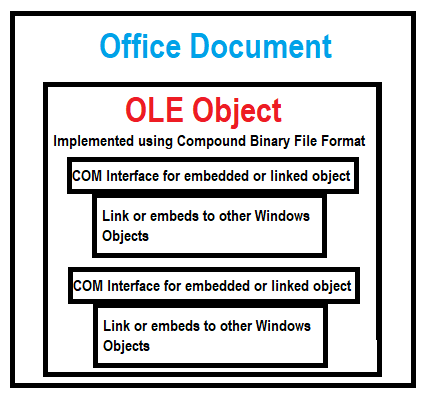 Office Document
OLE Object
Implemented using Compound Binary File Format
COM Interface for embedded or linked object
Link or embeds to other Windows
Objects
COM Interface for embedded or linked object
Link or embeds to other Windows
Objects